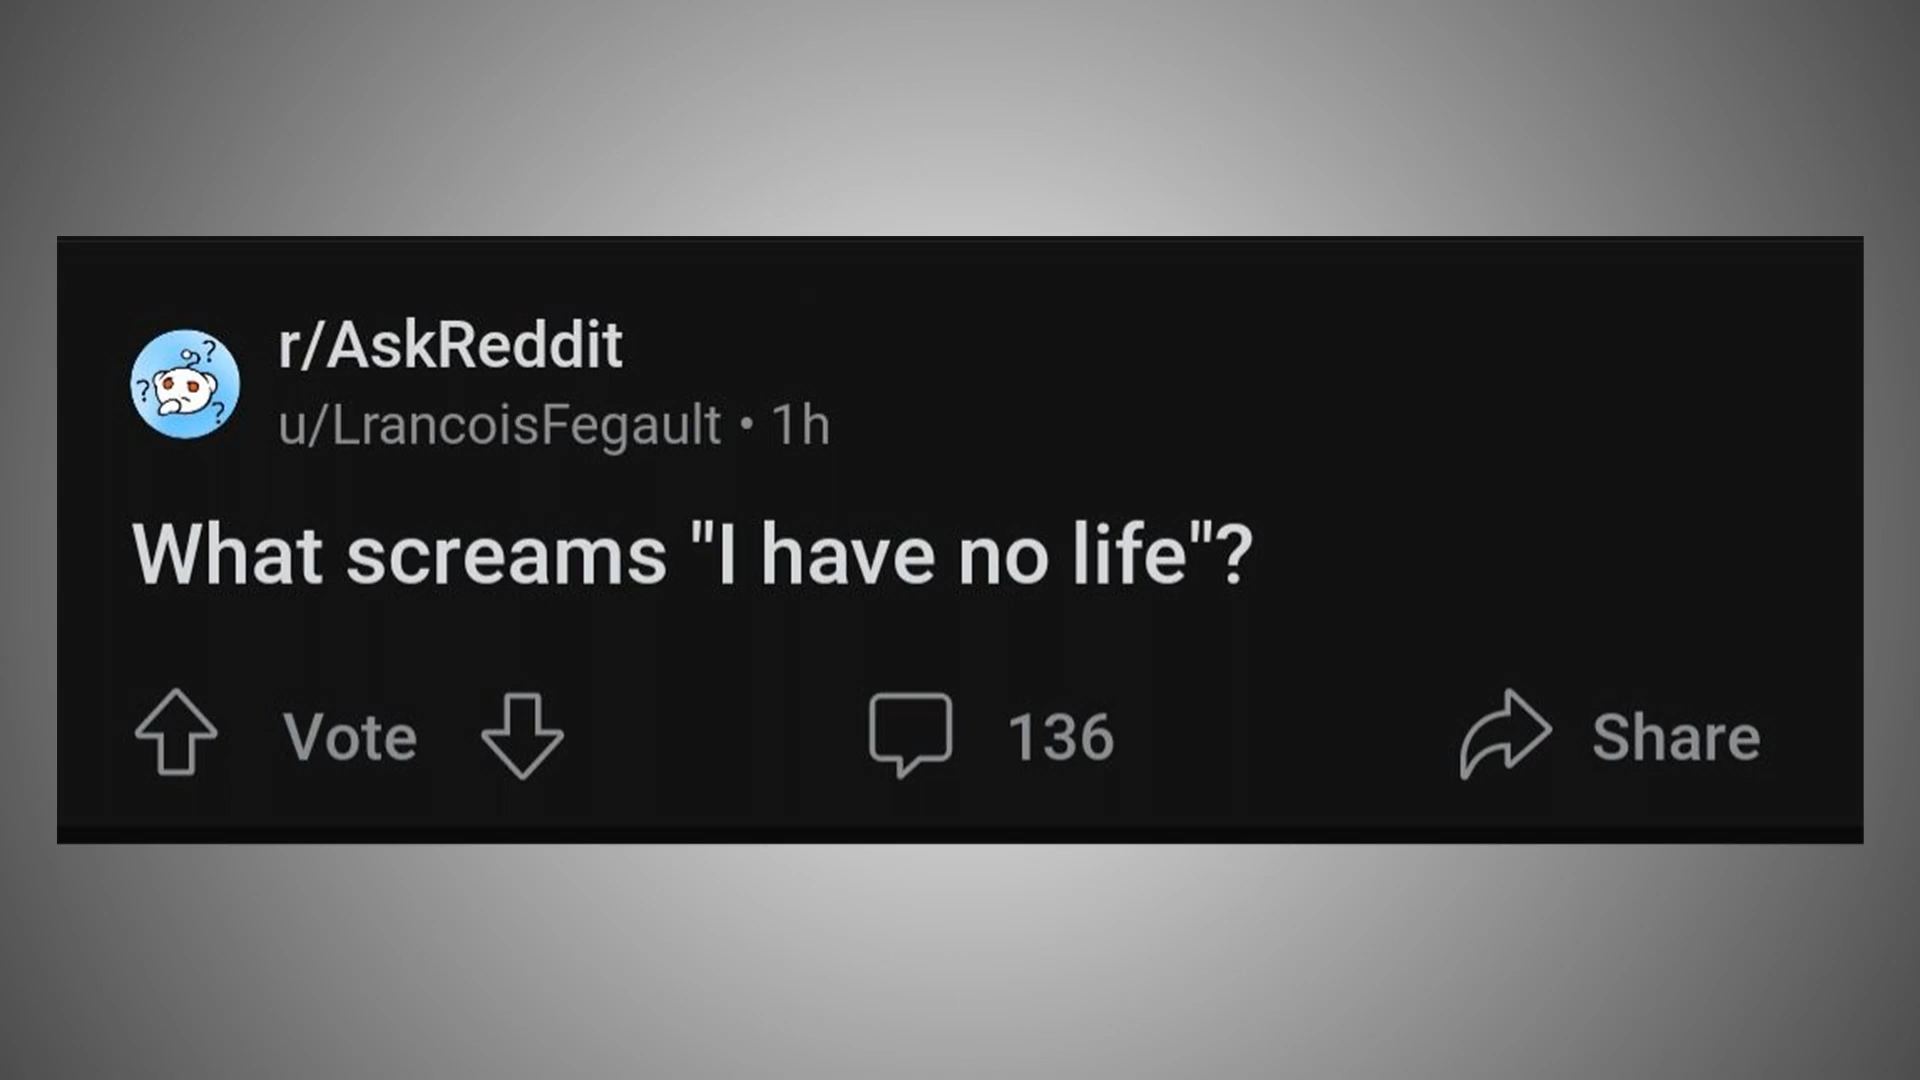 r/AskReddit
u/LrancoisFegault • 1h
What screams "I have no life"?
Vote
136
Share